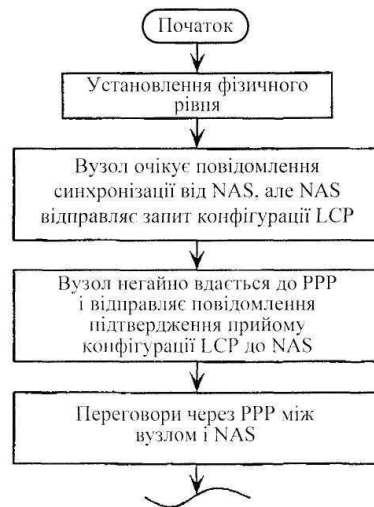 Початок
Установлення фізичного
рівня
Вузол очікує повідомлення
синхронізації від NAS, але NAS
відправляє запит конфігурації LCP
Вузол негайно вдається до PPP
і відправляє повідомлення
підтвердження прийому
конфігурації LCP до NAS
Переговори через PPP між
вузлом і NAS